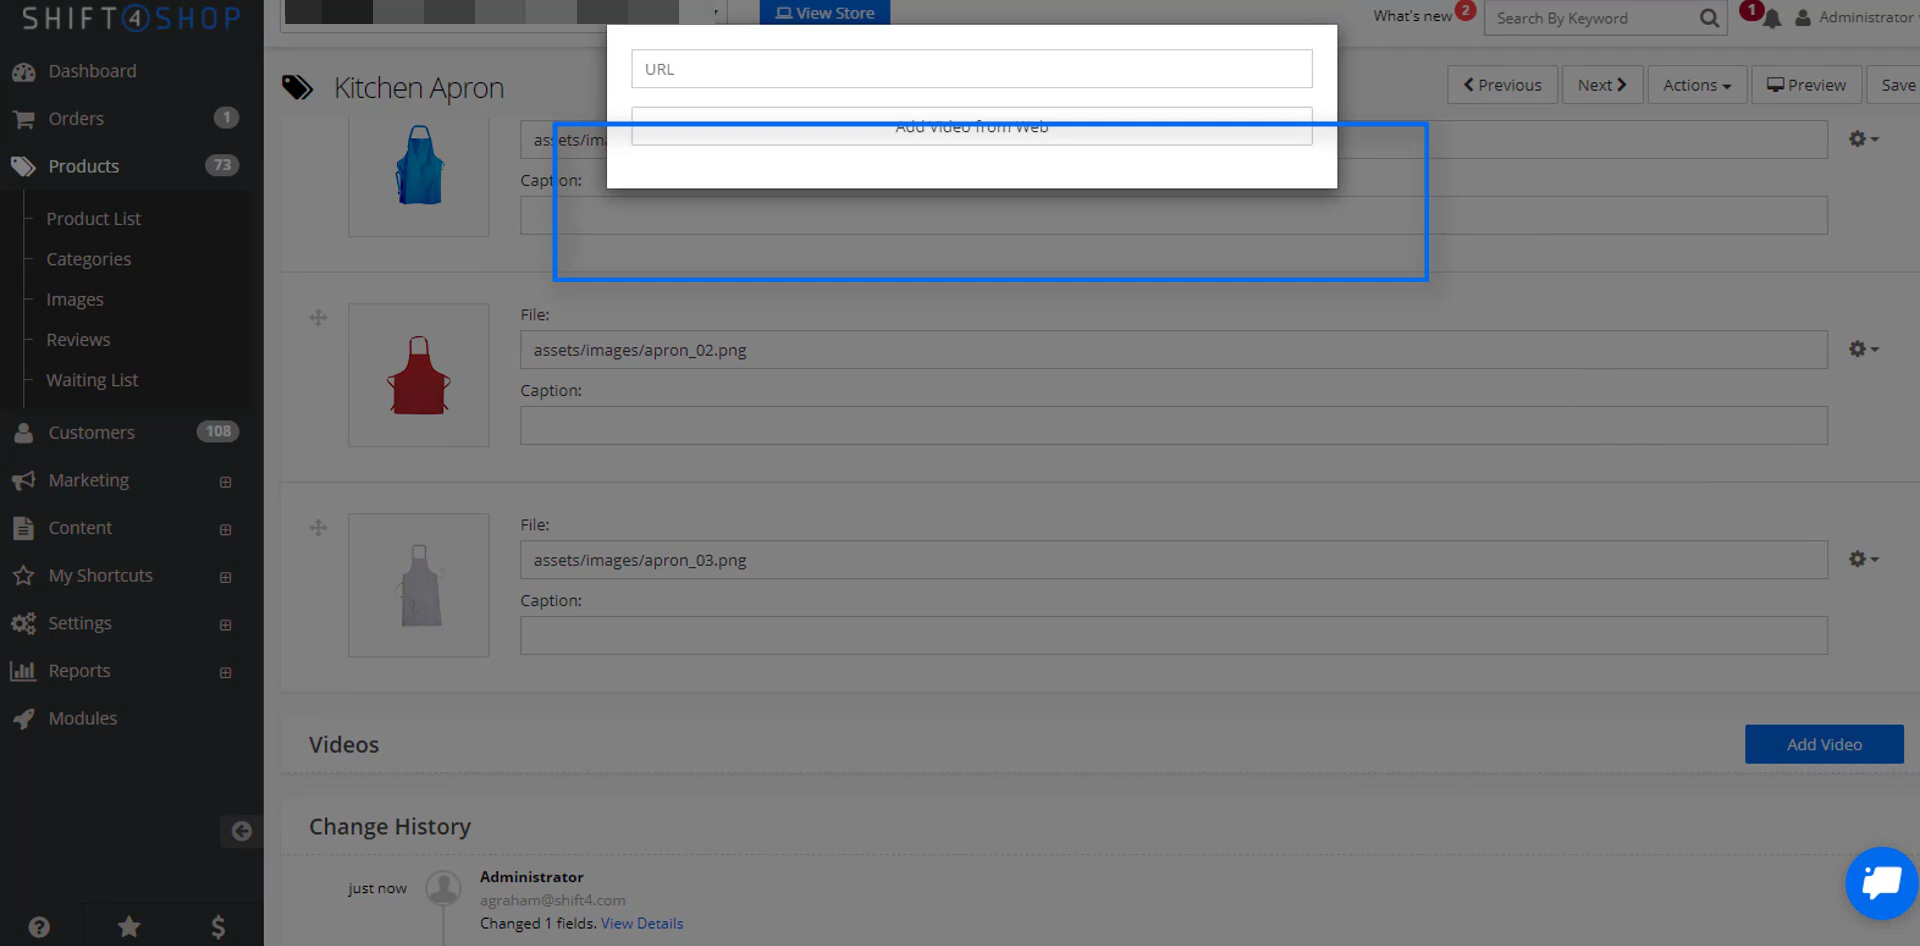 SHIFT4SHOP
View Store
What's new 2
Search By Keyword
1
Administrator
Dashboard
Orders 1
Products 73
Product List
Categories
Images
Reviews
Waiting List
Customers 108
Marketing
Content
My Shortcuts
Settings
Reports
Modules
Kitchen Apron
Previous
Next
Actions
Preview
Save
URL
Add Video from Web
assets/ima
Caption:
File:
assets/images/apron_02.png
Caption:
File:
assets/images/apron_03.png
Caption:
Videos
Add Video
Change History
just now
Administrator
agraham@shift4.com
Changed 1 fields. View Details